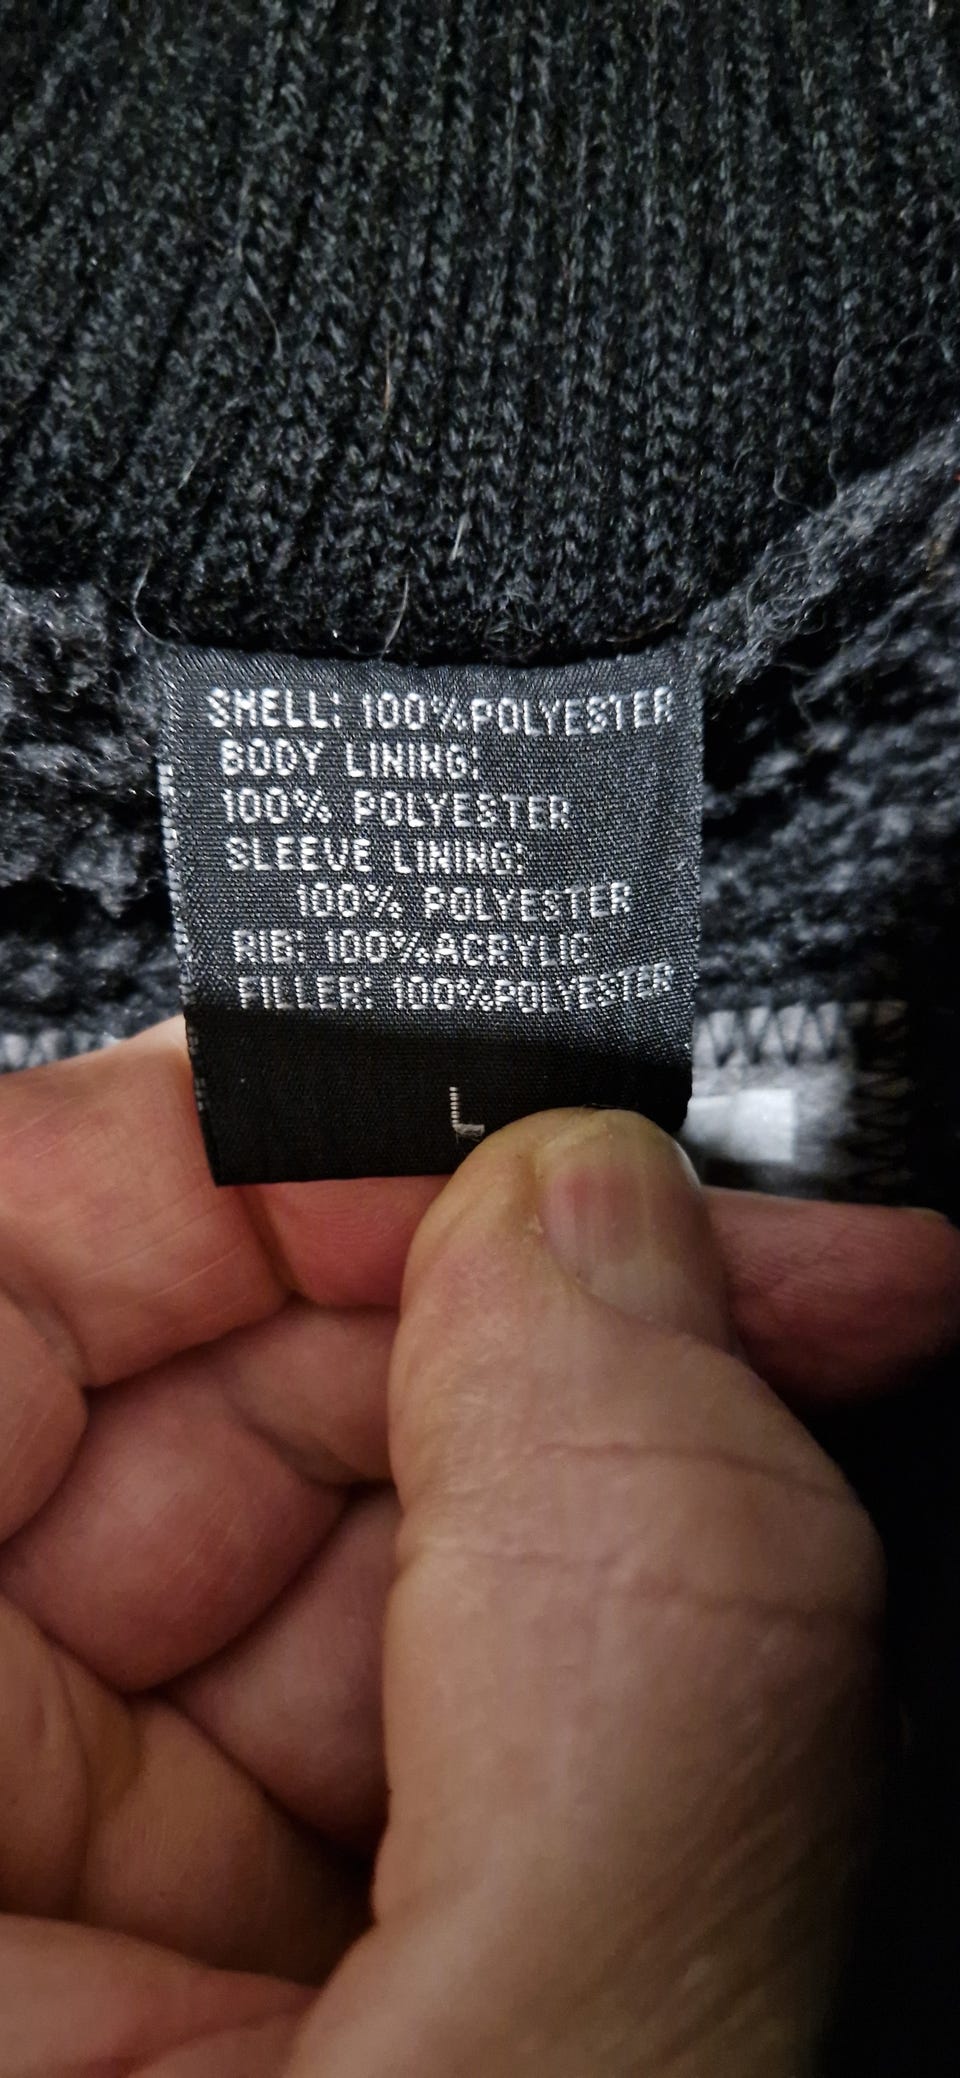 SHELL: 100%POLYESTER
BODY LINING:
100% POLYESTER
SLEEVE LINING:
100% POLYESTER
RIB: 100%ACRYLIC
FILLER: 100%POLYESTER
L